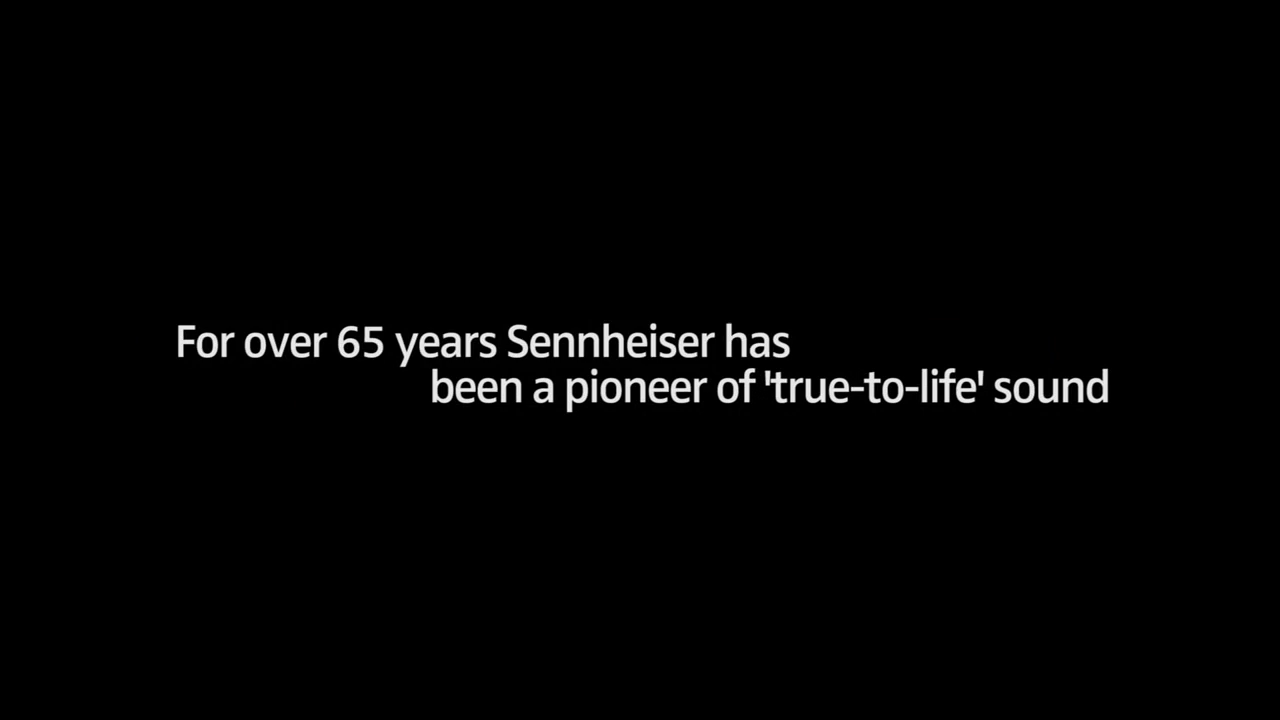 For over 65 years Sennheiser has
been a pioneer of 'true-to-life' sound